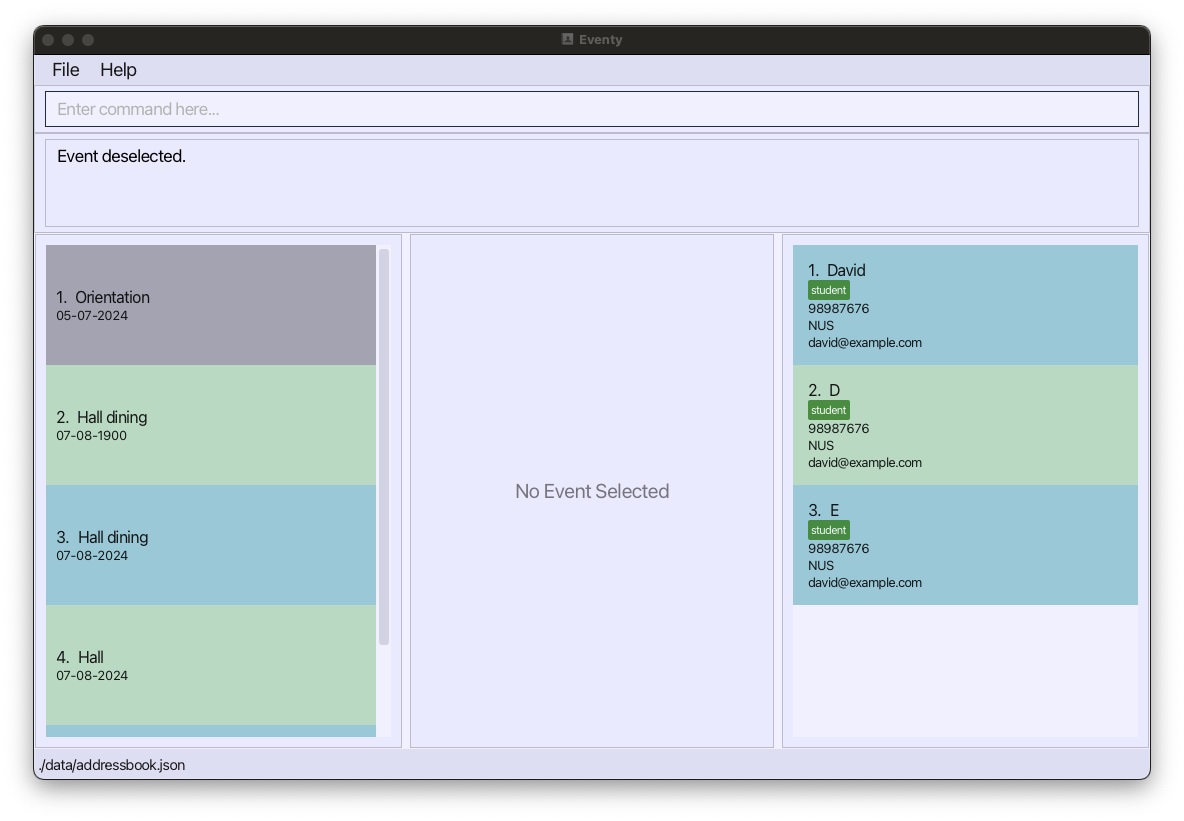 Eventy
File Help
Enter command here...
Event deselected.
1. Orientation
05-07-2024
2. Hall dining
07-08-1900
3. Hall dining
07-08-2024
4. Hall
07-08-2024
No Event Selected
1. David
student
98987676
NUS
david@example.com
2. D
student
98987676
NUS
david@example.com
3. E
student
98987676
NUS
david@example.com
./data/addressbook.json